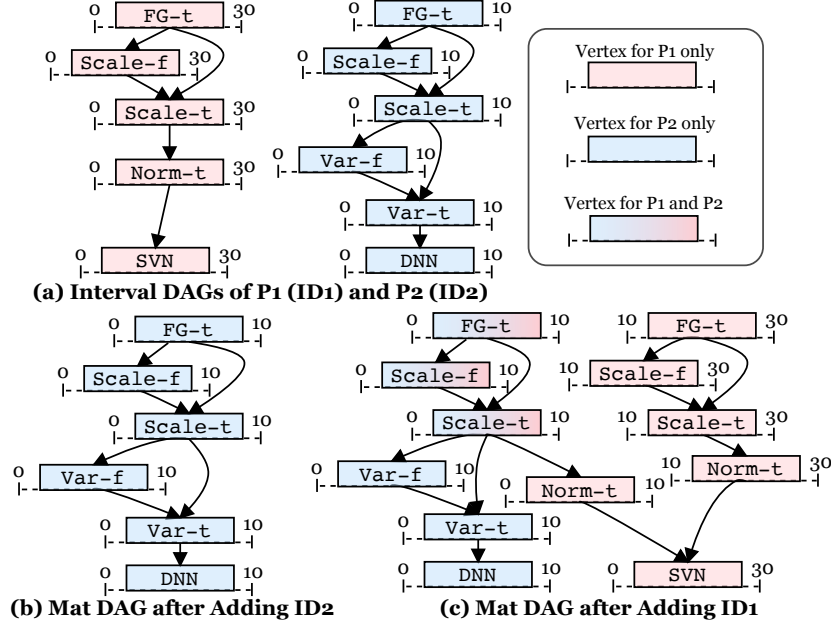 0 FG-t 30
0 Scale-f 30
0 Scale-t 30
0 Norm-t 30
0 SVN 30
0 FG-t 10
0 Scale-f 10
0 Scale-t 10
0 Var-f 10
0 Var-t 10
0 DNN 10
Vertex for P1 only
Vertex for P2 only
Vertex for P1 and P2
(a) Interval DAGs of P1 (ID1) and P2 (ID2)
0 FG-t 10
0 Scale-f 10
0 Scale-t 10
0 Var-f 10
0 Var-t 10
0 DNN 10
(b) Mat DAG after Adding ID2
0 FG-t 10
0 Scale-f 10
0 Scale-t 10
0 Var-f 10
0 Var-t 10
0 DNN 10
0 Norm-t 10
10 FG-t 30
10 Scale-f 30
10 Scale-t 30
10 Norm-t 30
0 SVN 30
(c) Mat DAG after Adding ID1